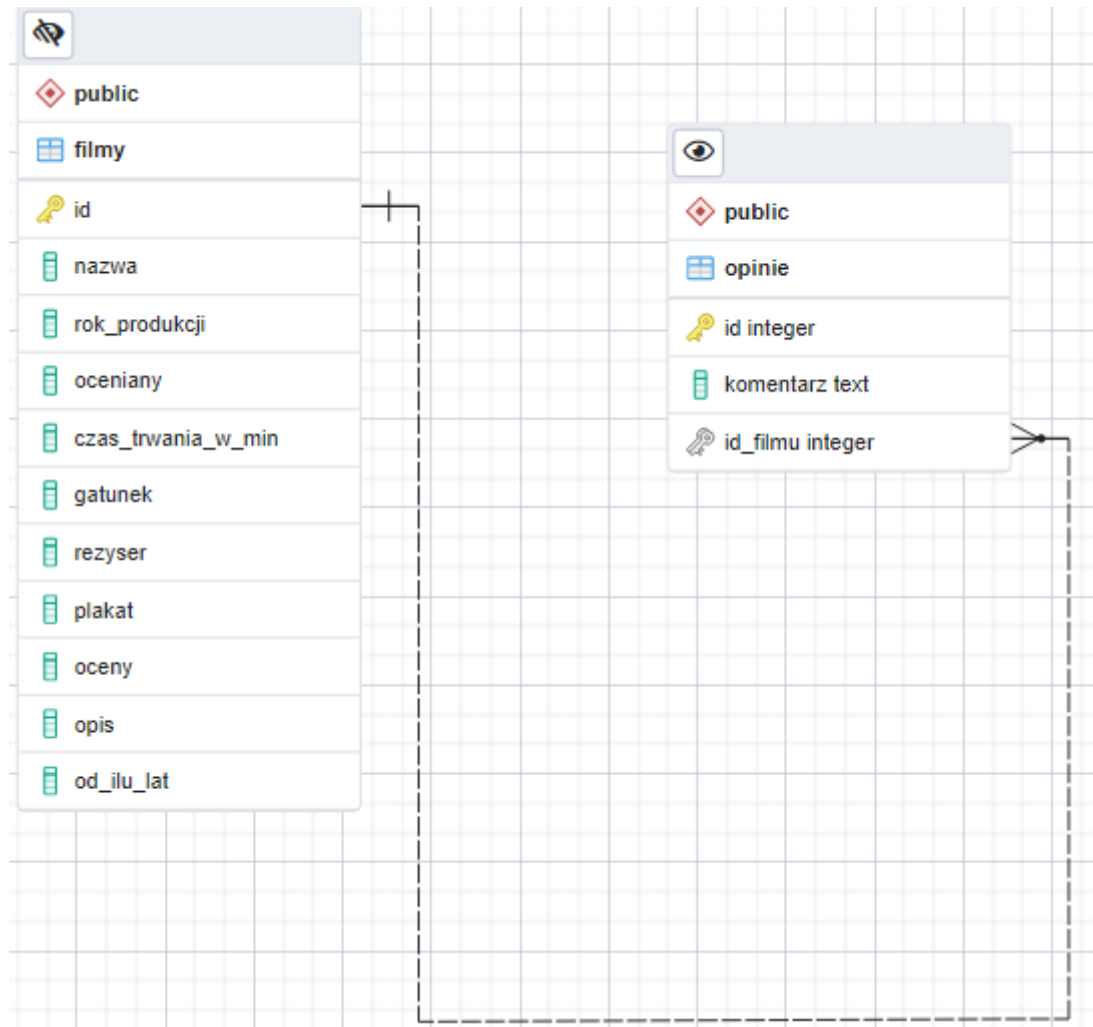 public
filmy
id
nazwa
rok_produkcji
oceniany
czas_trwania_w_min
gatunek
rezyser
plakat
oceny
opis
od_ilu_lat
public
opinie
id integer
komentarz text
id_filmu integer